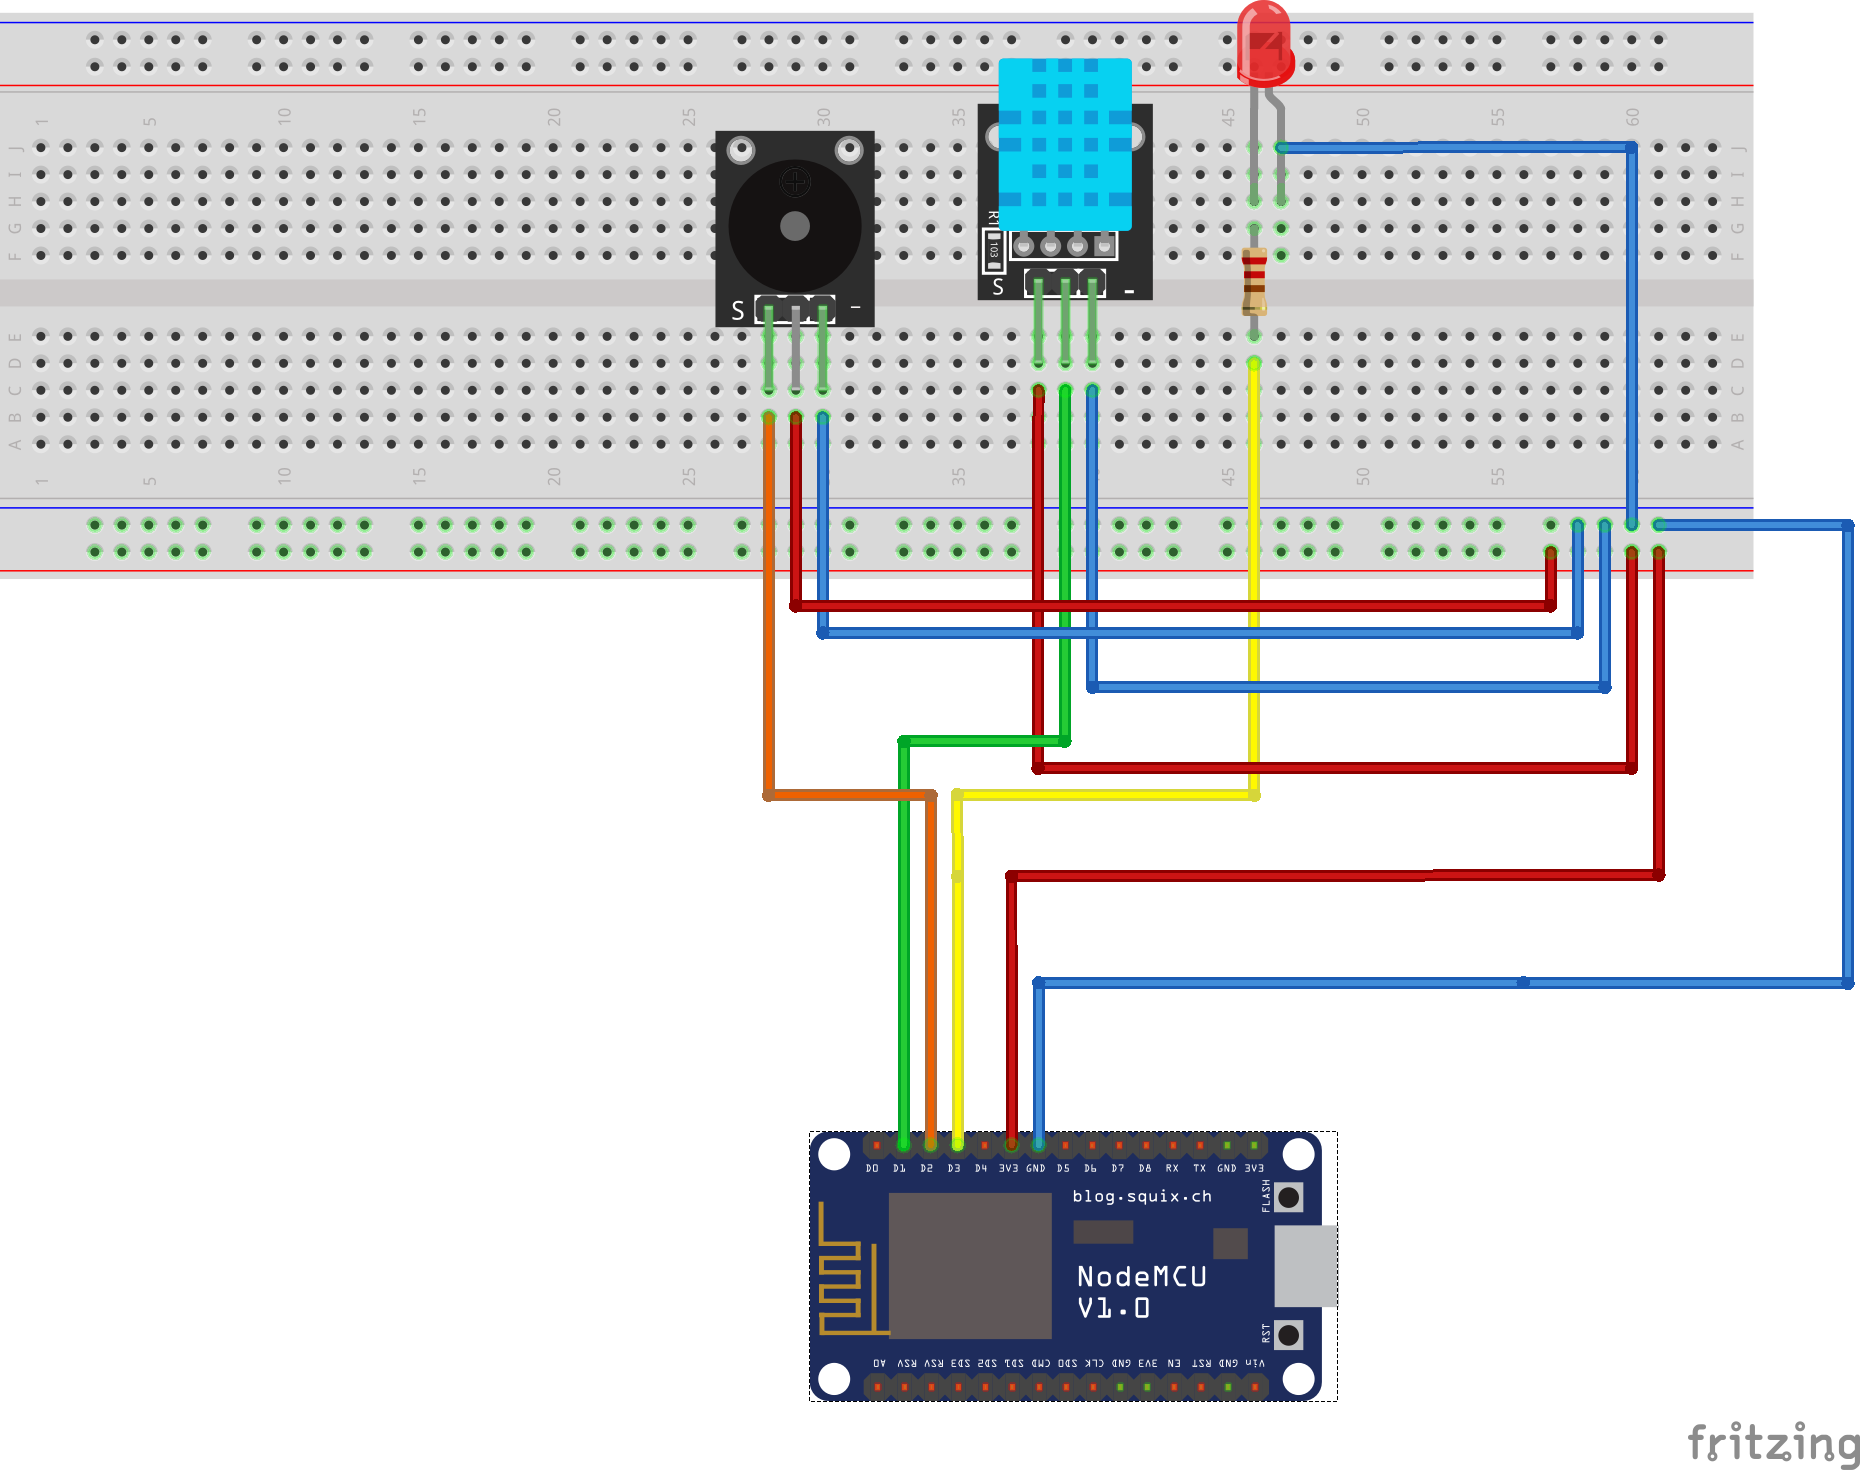 1 5 10 15 20 25 30 35 45 50 55 60
J J
I I
H H
G G
F F
R1
103
S -
S -
E E
D D
C C
B B
A A
1 5 10 15 20 25 35 45 50 55
D0 D1 D2 D3 D4 3V3 GND D5 D6 D7 D8 RX TX GND 3V3
blog.squix.ch
FLASH
NodeMCU
V1.0
RST
A0 RSV RSV SD3 SD2 SD1 CMD SD0 CLK GND 3V3 EN RST GND Vin
fritzing